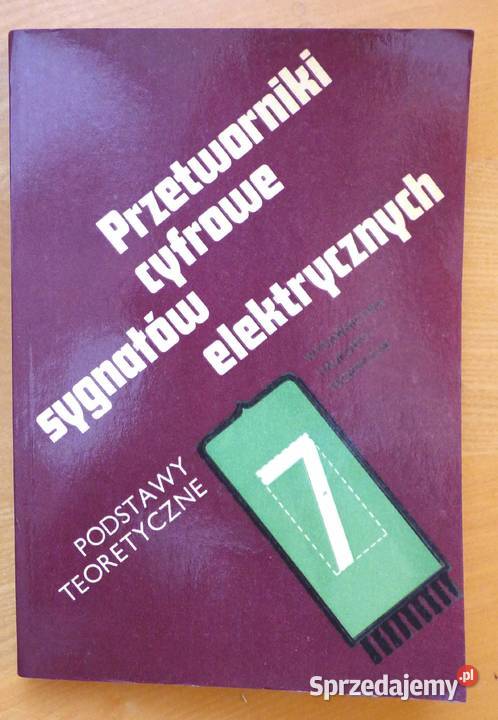 Przetworniki
cyfrowe
sygnałów
elektrycznych
PODSTAWY
TEORETYCZNE
7
Sprzedajemy.pl